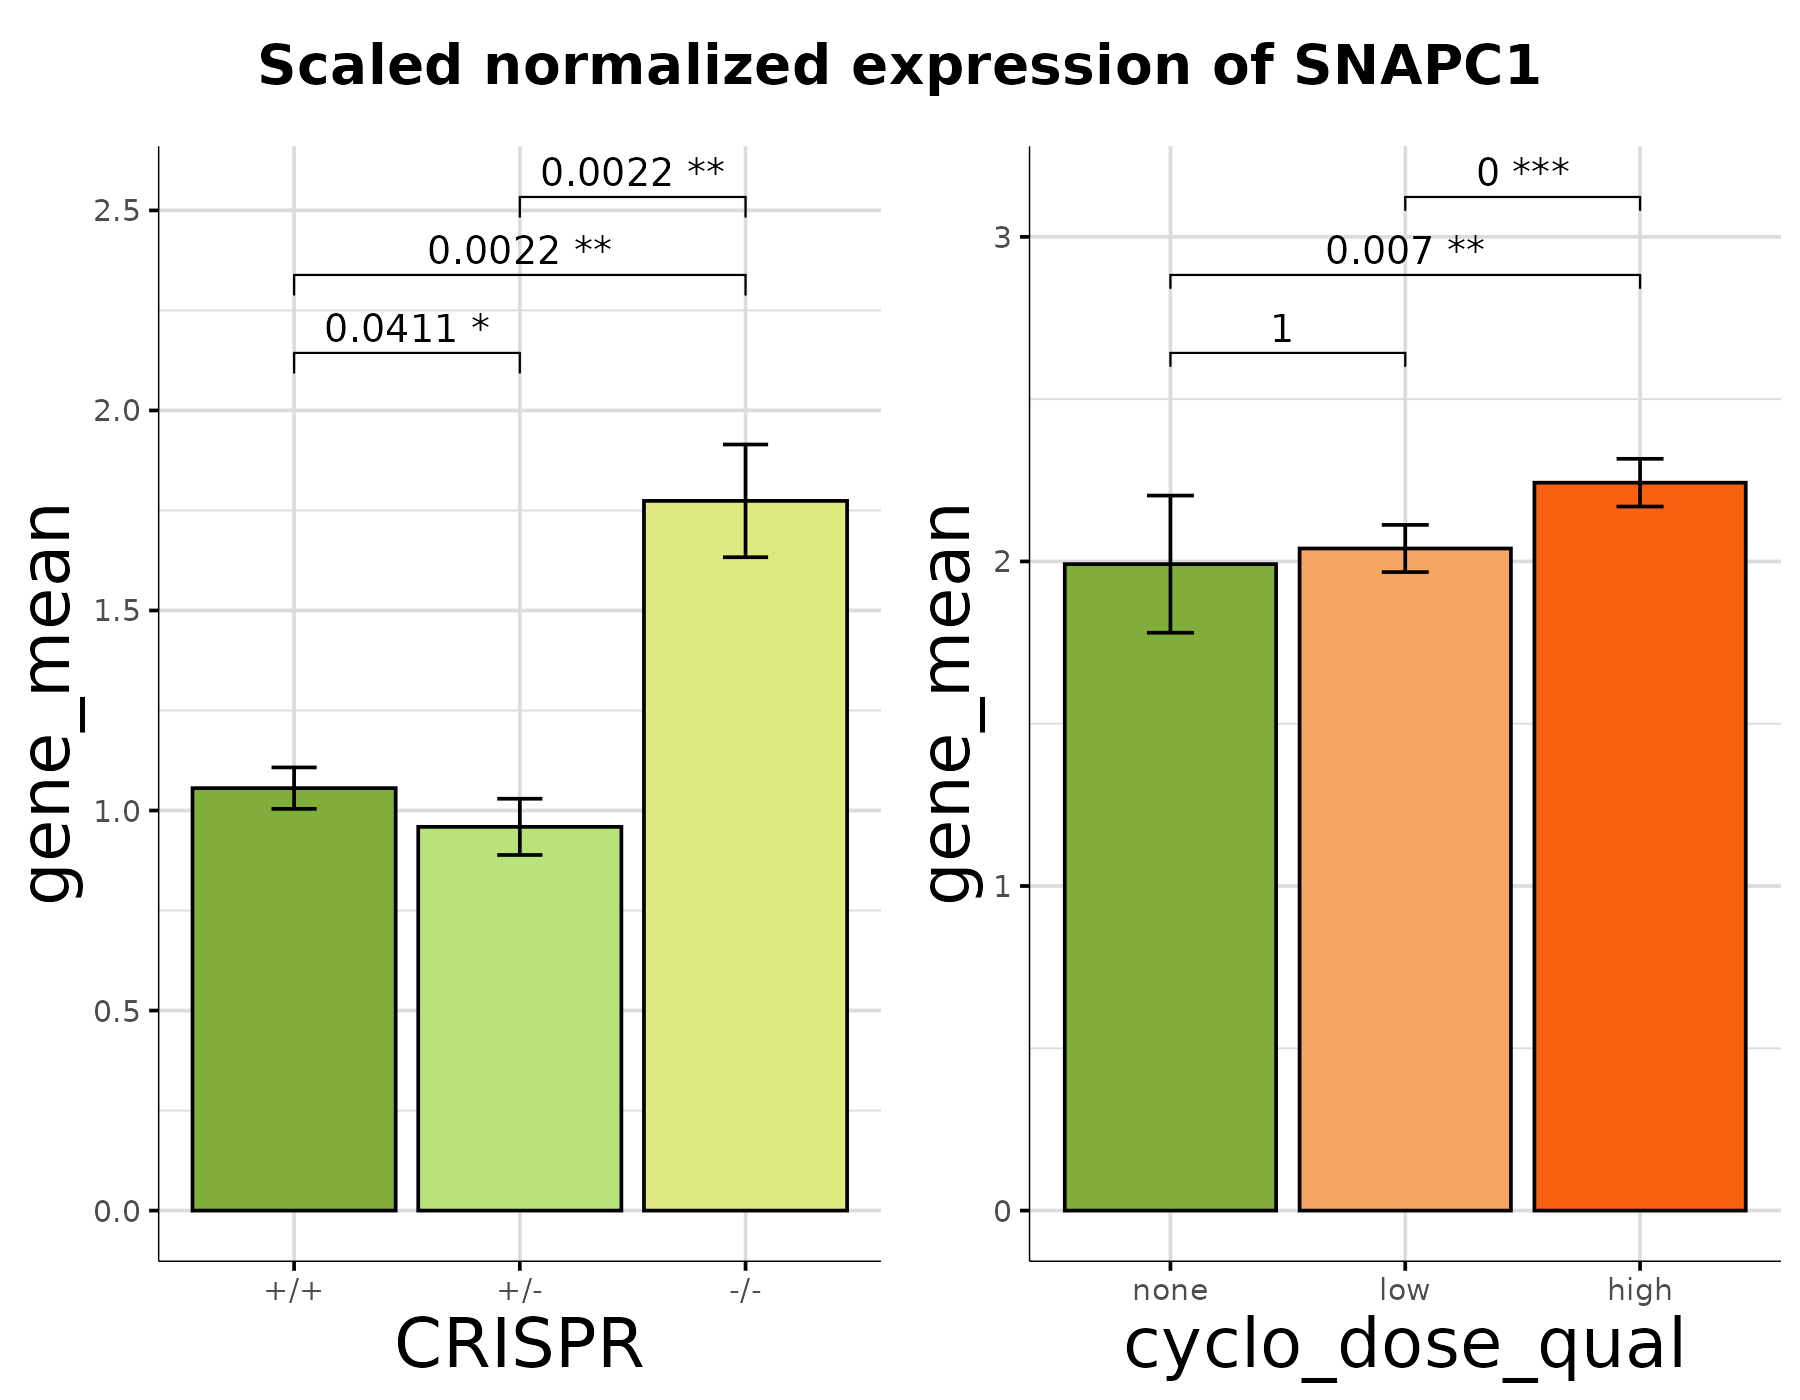 Scaled normalized expression of SNAPC1
gene_mean
2.5
2.0
1.5
1.0
0.5
0.0
0.0022 **
0.0022 **
0.0411 *
+/+
+/-
-/-
CRISPR
gene_mean
3
2
1
0
0 ***
0.007 **
1
none
low
high
cyclo_dose_qual